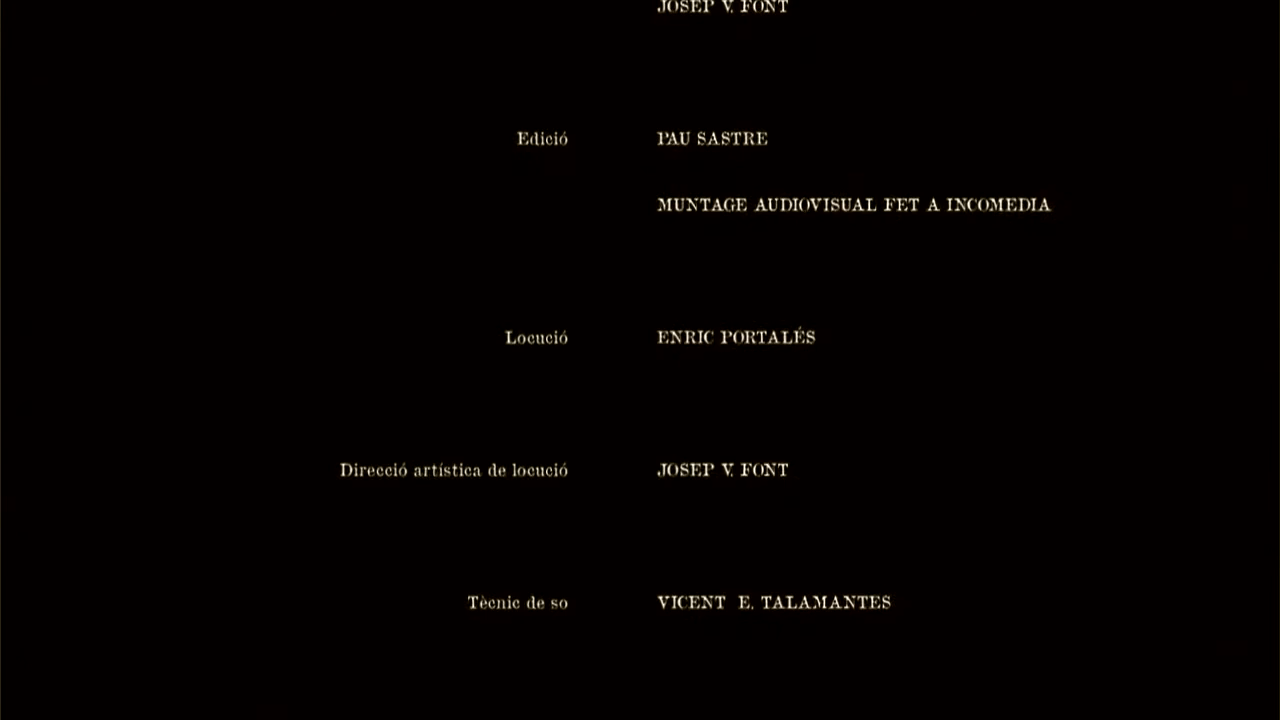 JOSEP V. FONT
Edició PAU SASTRE
MUNTAGE AUDIOVISUAL FET A INCOMEDIA
Locució ENRIC PORTALÉS
Direcció artística de locució JOSEP V. FONT
Tècnic de so VICENT E. TALAMANTES